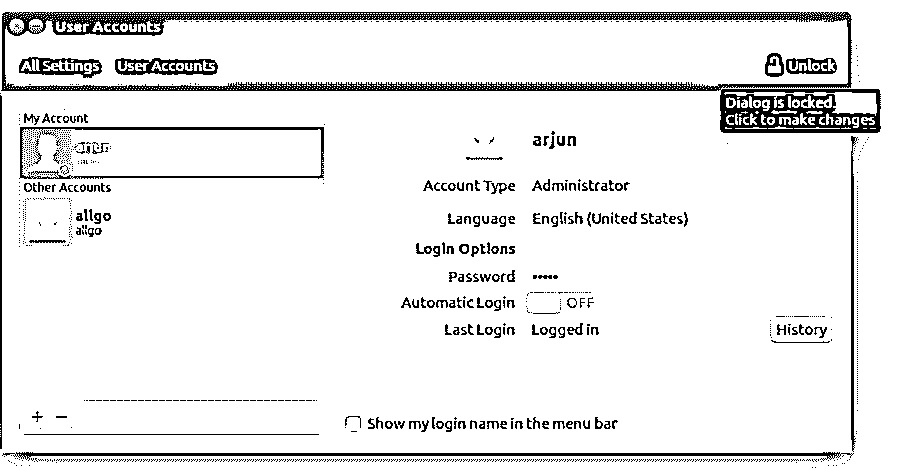 User Accounts
All Settings User Accounts Unlock
Dialog is locked.
Click to make changes
My Account
arjun
Other Accounts
allgo
allgo
arjun
Account Type Administrator
Language English (United States)
Login Options
Password •••••
Automatic Login OFF
Last Login Logged in History
+ −
Show my login name in the menu bar